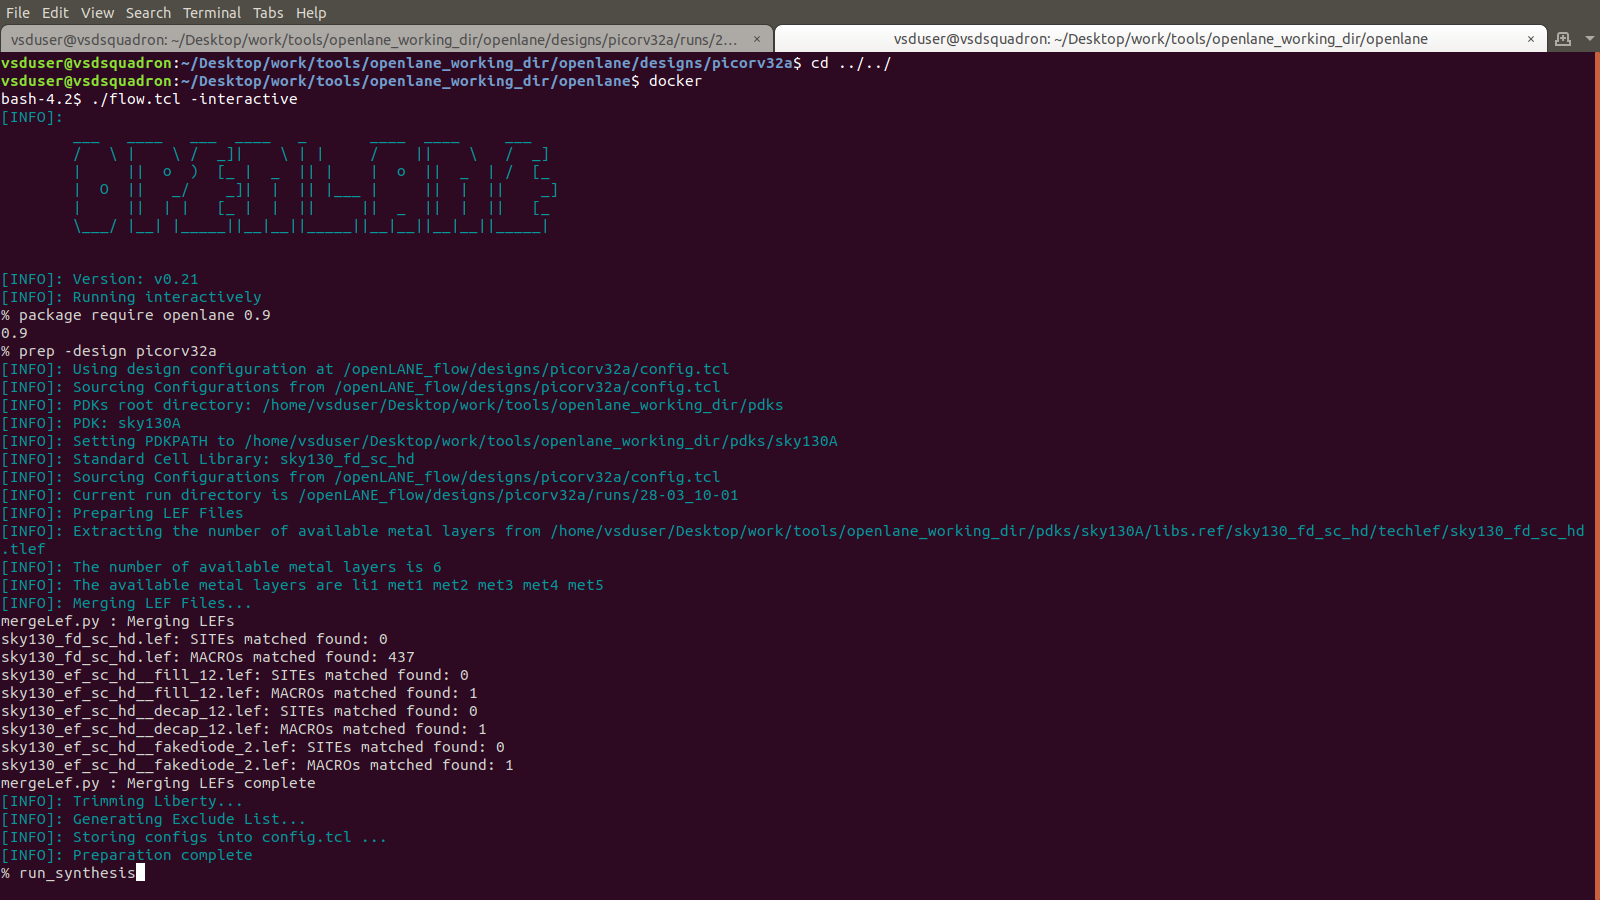 File Edit View Search Terminal Tabs Help
vsduser@vsdsquadron: ~/Desktop/work/tools/openlane_working_dir/openlane/designs/picorv32a/runs/2... × vsduser@vsdsquadron: ~/Desktop/work/tools/openlane_working_dir/openlane ×
vsduser@vsdsquadron:~/Desktop/work/tools/openlane_working_dir/openlane/designs/picorv32a$ cd ../../
vsduser@vsdsquadron:~/Desktop/work/tools/openlane_working_dir/openlane$ docker
bash-4.2$ ./flow.tcl -interactive
[INFO]:
OPENLANE
[INFO]: Version: v0.21
[INFO]: Running interactively
% package require openlane 0.9
0.9
% prep -design picorv32a
[INFO]: Using design configuration at /openLANE_flow/designs/picorv32a/config.tcl
[INFO]: Sourcing Configurations from /openLANE_flow/designs/picorv32a/config.tcl
[INFO]: PDKs root directory: /home/vsduser/Desktop/work/tools/openlane_working_dir/pdks
[INFO]: PDK: sky130A
[INFO]: Setting PDKPATH to /home/vsduser/Desktop/work/tools/openlane_working_dir/pdks/sky130A
[INFO]: Standard Cell Library: sky130_fd_sc_hd
[INFO]: Sourcing Configurations from /openLANE_flow/designs/picorv32a/config.tcl
[INFO]: Current run directory is /openLANE_flow/designs/picorv32a/runs/28-03_10-01
[INFO]: Preparing LEF Files
[INFO]: Extracting the number of available metal layers from /home/vsduser/Desktop/work/tools/openlane_working_dir/pdks/sky130A/libs.ref/sky130_fd_sc_hd/techlef/sky130_fd_sc_hd
.tlef
[INFO]: The number of available metal layers is 6
[INFO]: The available metal layers are li1 met1 met2 met3 met4 met5
[INFO]: Merging LEF Files...
mergeLef.py : Merging LEFs
sky130_fd_sc_hd.lef: SITEs matched found: 0
sky130_fd_sc_hd.lef: MACROs matched found: 437
sky130_ef_sc_hd__fill_12.lef: SITEs matched found: 0
sky130_ef_sc_hd__fill_12.lef: MACROs matched found: 1
sky130_ef_sc_hd__decap_12.lef: SITEs matched found: 0
sky130_ef_sc_hd__decap_12.lef: MACROs matched found: 1
sky130_ef_sc_hd__fakediode_2.lef: SITEs matched found: 0
sky130_ef_sc_hd__fakediode_2.lef: MACROs matched found: 1
mergeLef.py : Merging LEFs complete
[INFO]: Trimming Liberty...
[INFO]: Generating Exclude List...
[INFO]: Storing configs into config.tcl ...
[INFO]: Preparation complete
% run_synthesis